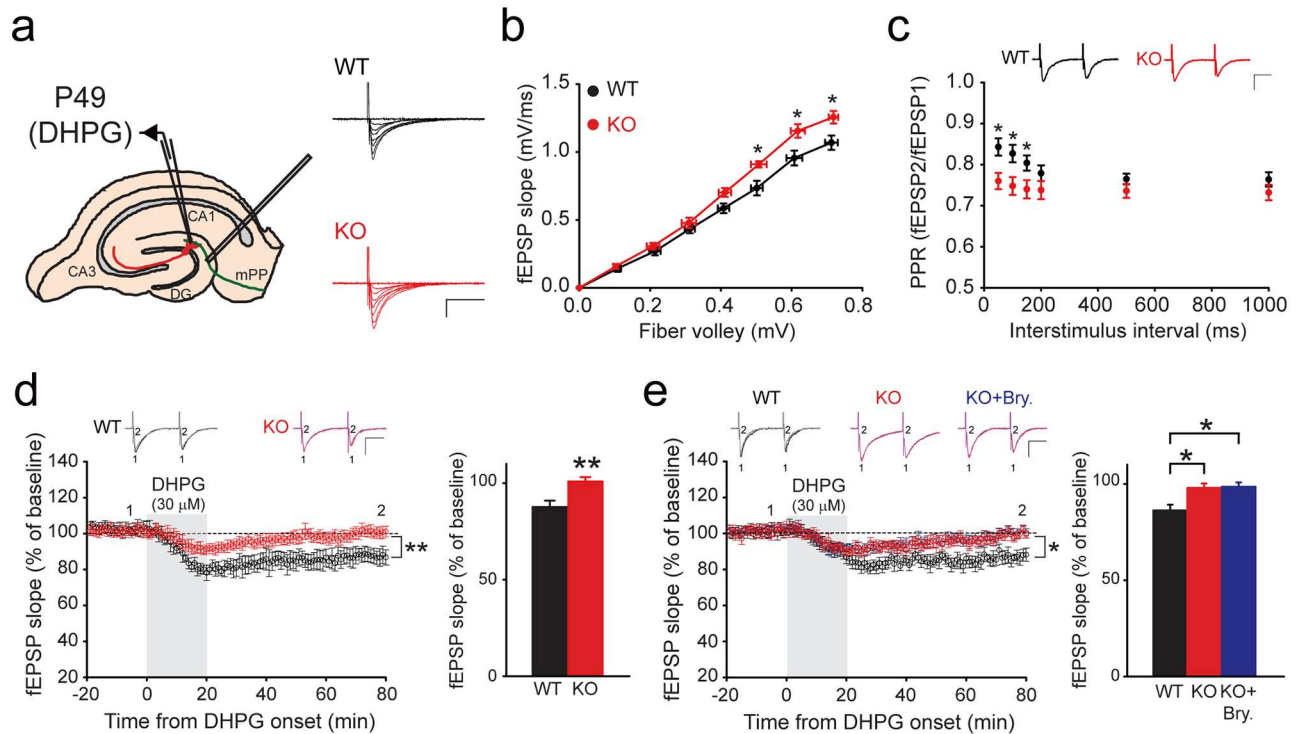 a
P49
(DHPG)
CA1
CA3
DG
mPP
WT
KO
b
WT
KO
fEPSP slope (mV/ms)
1.5
1.0
0.5
0.0
* * *
0.0 0.2 0.4 0.6 0.8
Fiber volley (mV)
c
WT KO
PPR (fEPSP2/fEPSP1)
1.0
0.9
0.8
0.7
0.6
0.5
* * *
0 200 400 600 800 1000
Interstimulus interval (ms)
d
WT KO
2 2 2 2
1 1 1 1
fEPSP slope (% of baseline)
140
120
100
80
60
40
20
DHPG
(30 μM)
1 2
**
-20 0 20 40 60 80
Time from DHPG onset (min)
fEPSP slope (% of baseline)
100
50
0
**
WT KO
e
WT KO KO+Bry.
2 2 2 2 2 2
1 1 1 1 1 1
fEPSP slope (% of baseline)
140
120
100
80
60
40
20
DHPG
(30 μM)
1 2
*
-20 0 20 40 60 80
Time from DHPG onset (min)
fEPSP slope (% of baseline)
100
50
0
*
*
WT KO KO+
Bry.